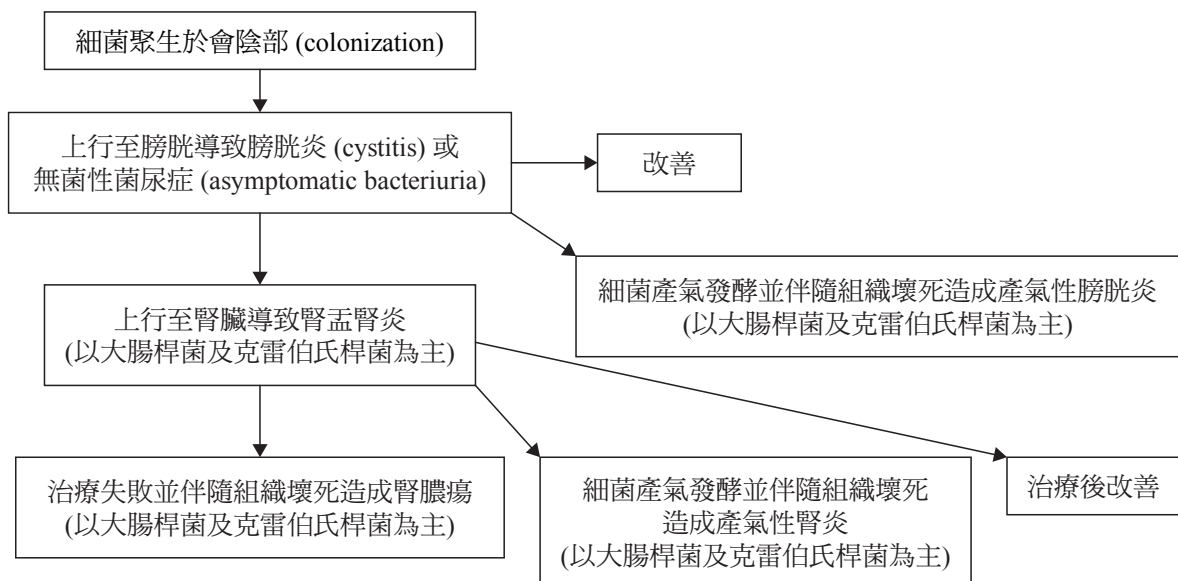 細菌聚生於會陰部 (colonization)
上行至膀胱導致膀胱炎 (cystitis) 或
無菌性菌尿症 (asymptomatic bacteriuria)
改善
細菌產氣發酵並伴隨組織壞死造成產氣性膀胱炎
(以大腸桿菌及克雷伯氏桿菌為主)
上行至腎臟導致腎盂腎炎
(以大腸桿菌及克雷伯氏桿菌為主)
治療失敗並伴隨組織壞死造成腎膿瘍
(以大腸桿菌及克雷伯氏桿菌為主)
細菌產氣發酵並伴隨組織壞死
造成產氣性腎炎
(以大腸桿菌及克雷伯氏桿菌為主)
治療後改善